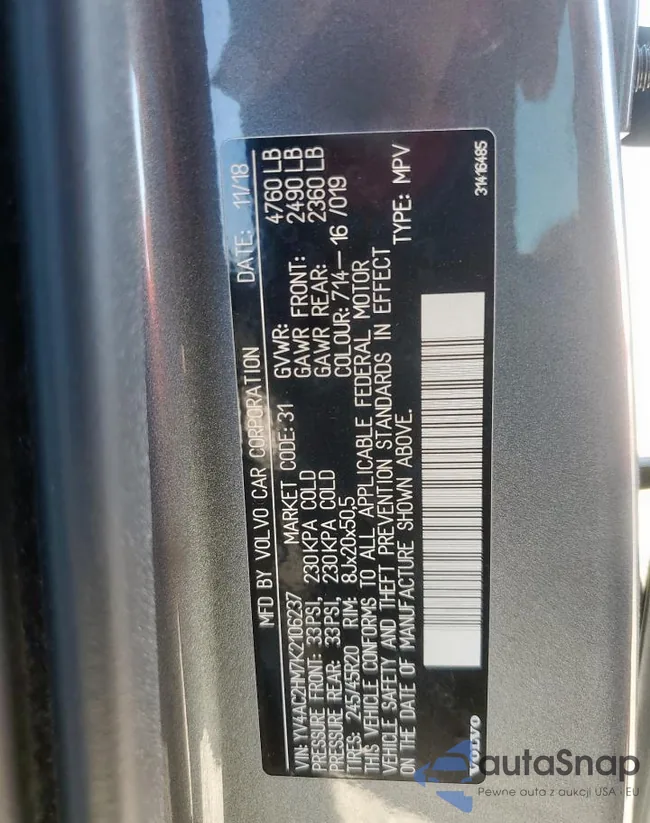 MFD BY VOLVO CAR CORPORATION DATE: 11/18
VIN: YV4AC2HM7K2106237 MARKET CODE: 31 GVWR: 4760 LB
PRESSURE FRONT: 33PSI, 230KPA COLD GAWR FRONT: 2490 LB
PRESSURE REAR: 33PSI, 230KPA COLD GAWR REAR: 2360 LB
TIRES: 245/45R20 RIM: 8Jx20x50,5 COLOUR: 714-16 /019
THIS VEHICLE CONFORMS TO ALL APPLICABLE FEDERAL MOTOR
VEHICLE SAFETY AND THEFT PREVENTION STANDARDS IN EFFECT
ON THE DATE OF MANUFACTURE SHOWN ABOVE. TYPE: MPV
VOLVO 31416485
autoSnap
Pewne auta z aukcji USA · EU